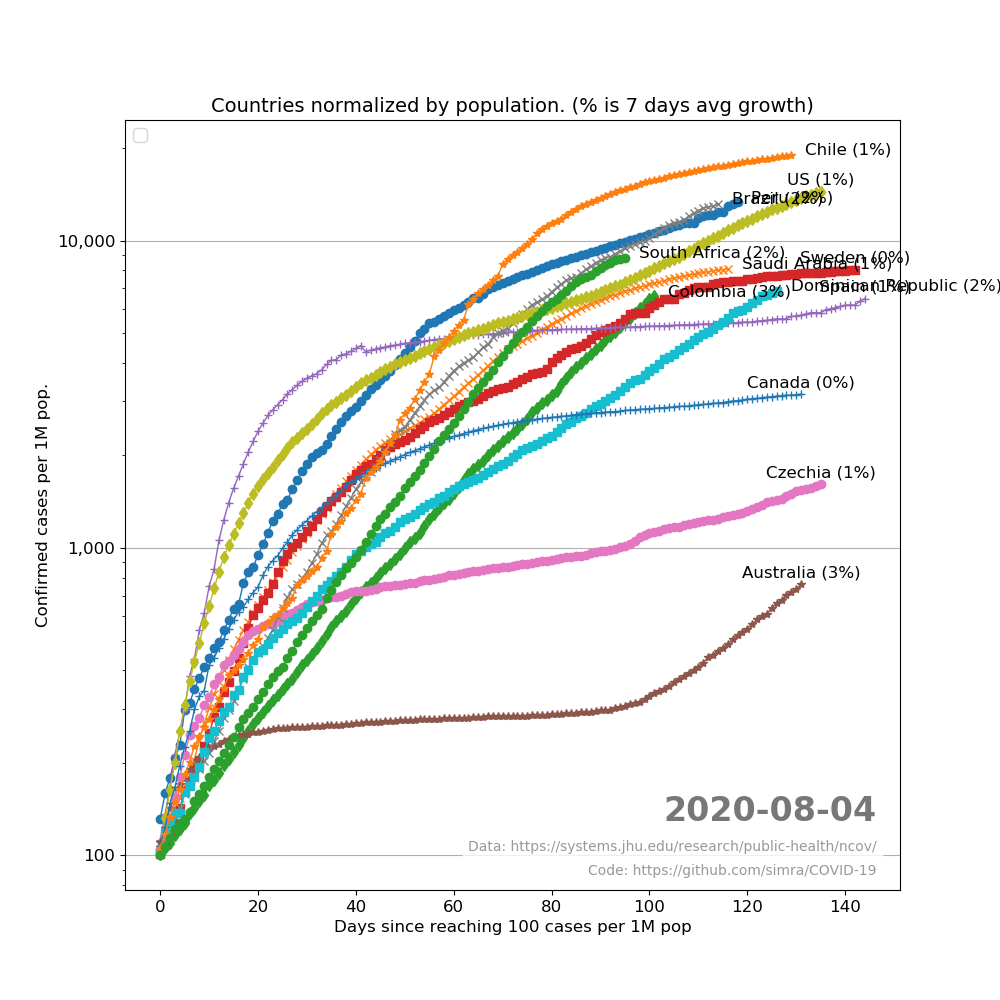 Countries normalized by population. (% is 7 days avg growth)
Chile (1%)
US (1%)
Brazil (2%)
Peru (2%)
South Africa (2%)
Sweden (0%)
Saudi Arabia (1%)
Dominican Republic (2%)
Spain (1%)
Colombia (3%)
Canada (0%)
Czechia (1%)
Australia (3%)
10,000
1,000
100
Confirmed cases per 1M pop.
2020-08-04
Data: https://systems.jhu.edu/research/public-health/ncov/
Code: https://github.com/simra/COVID-19
0 20 40 60 80 100 120 140
Days since reaching 100 cases per 1M pop